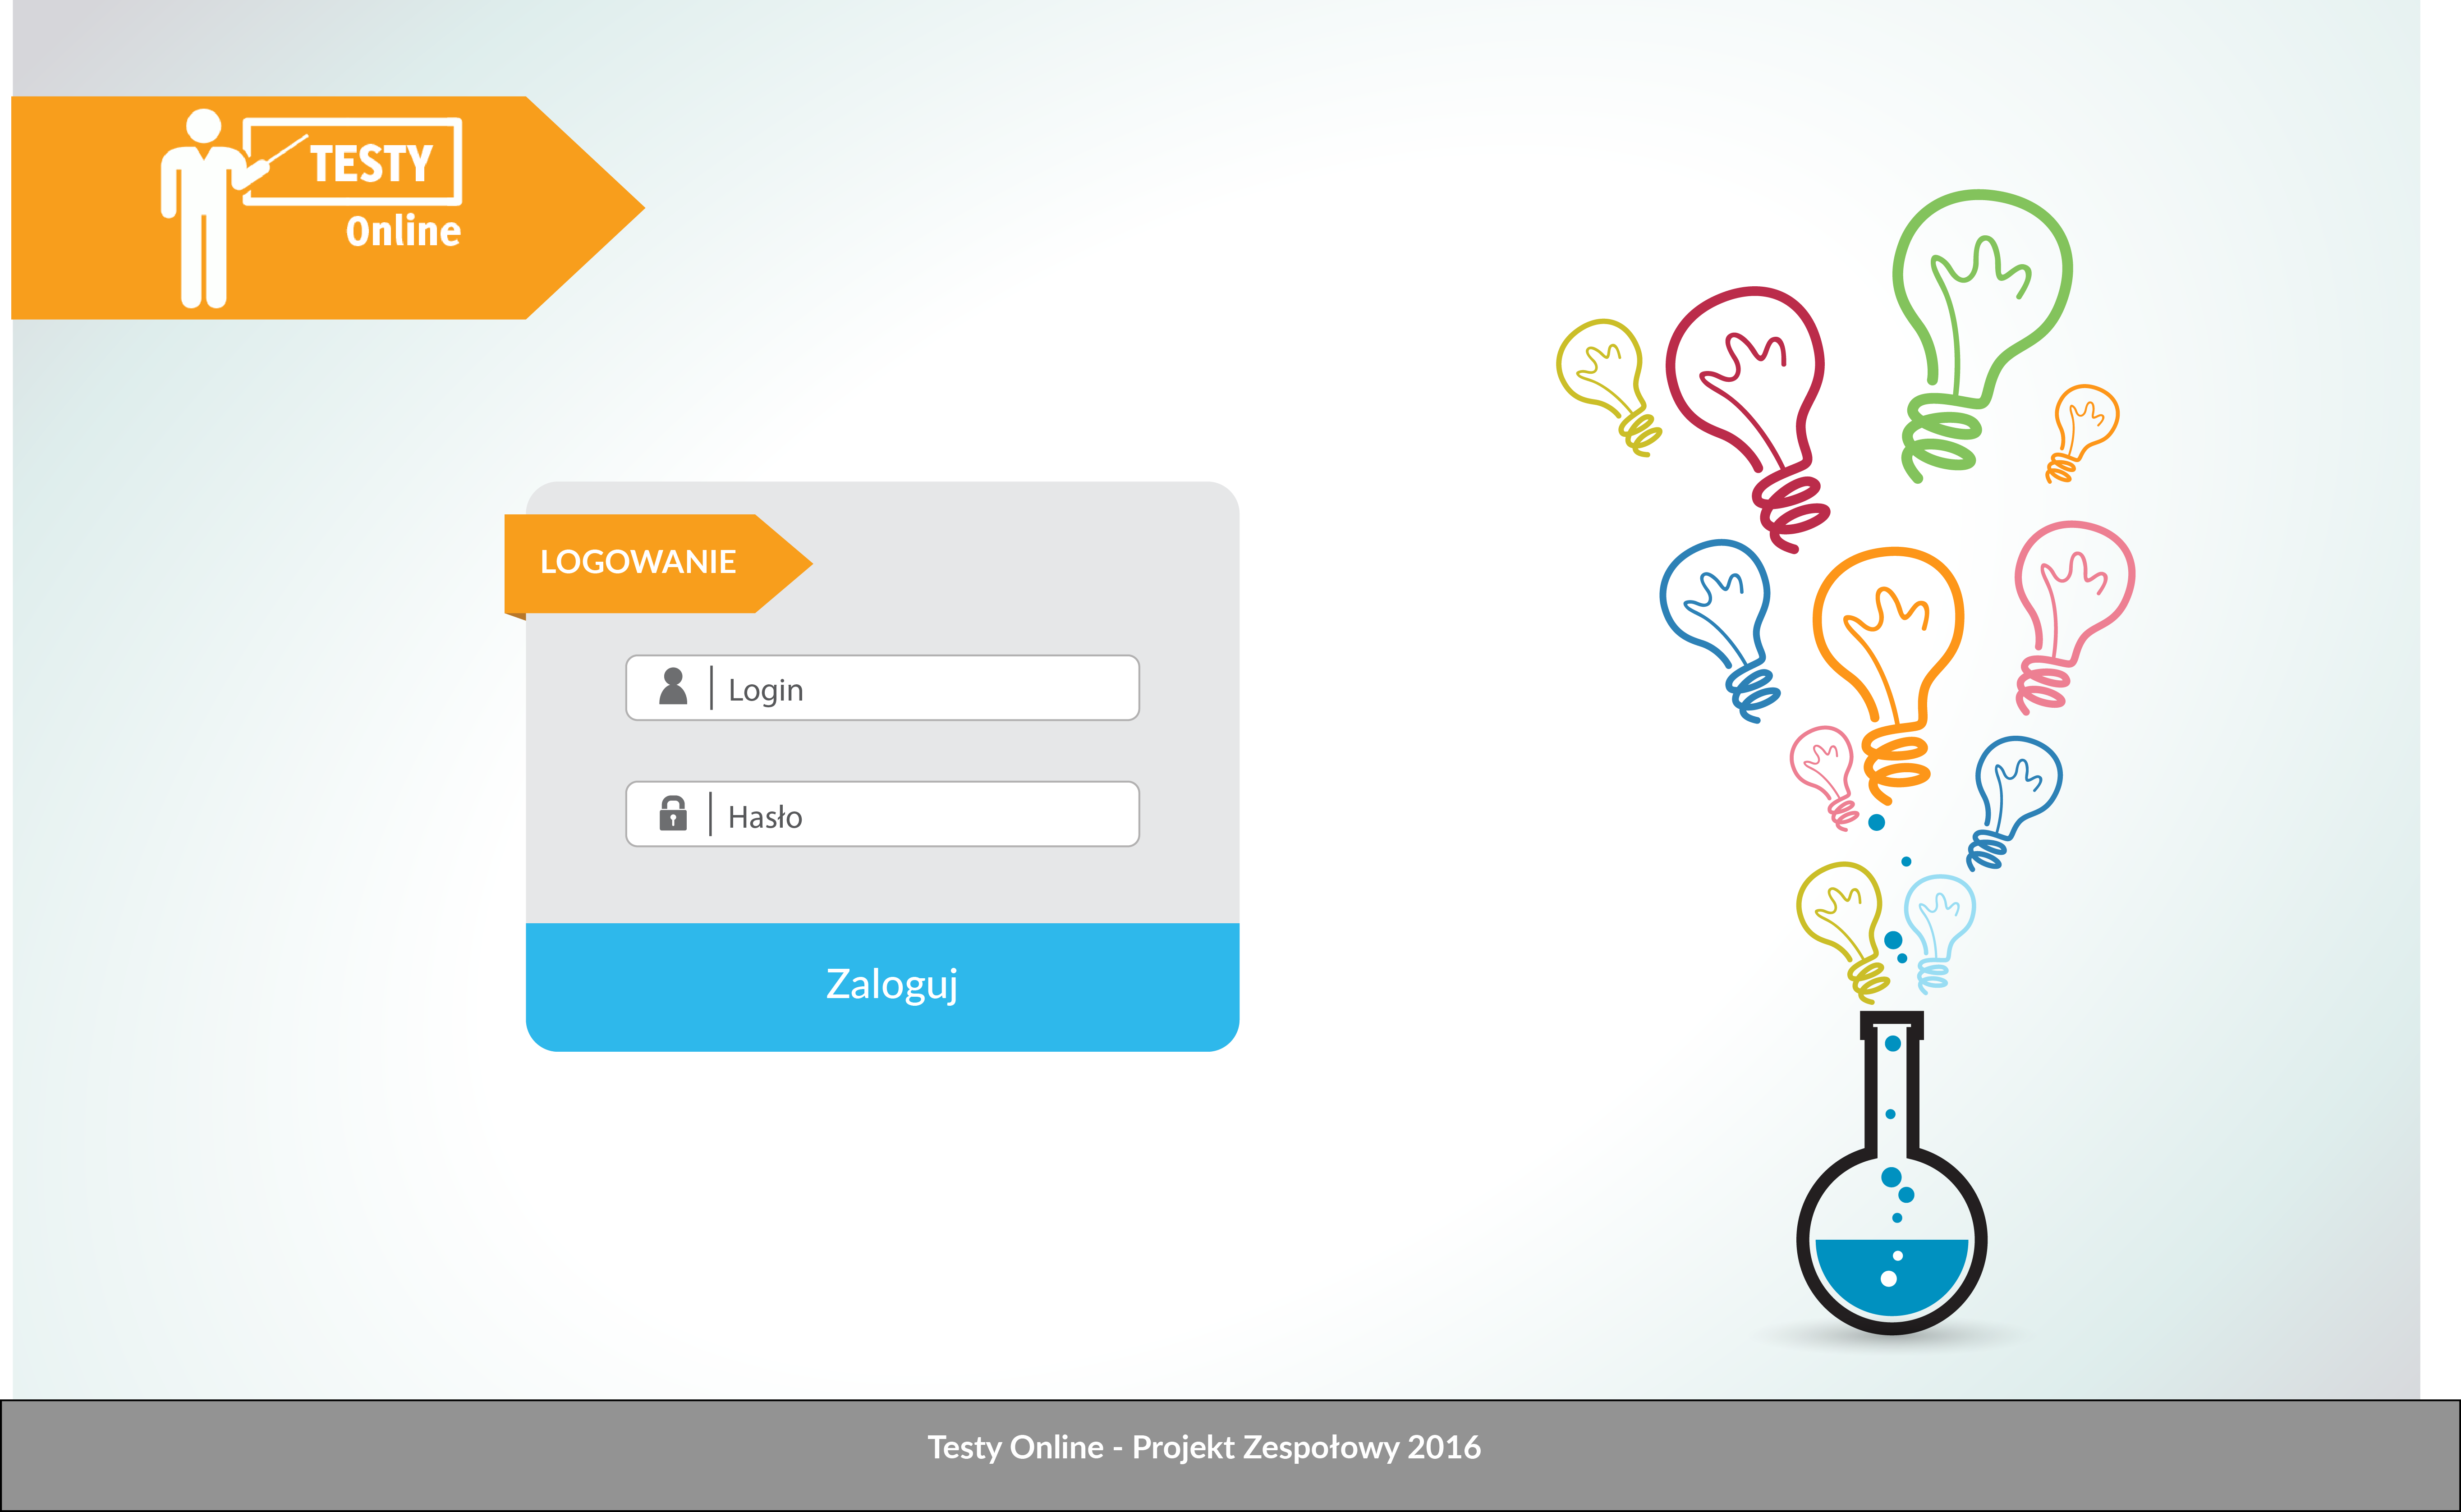 TESTY
Online
LOGOWANIE
Login
Hasło
Zaloguj
Testy Online - Projekt Zespołowy 2016